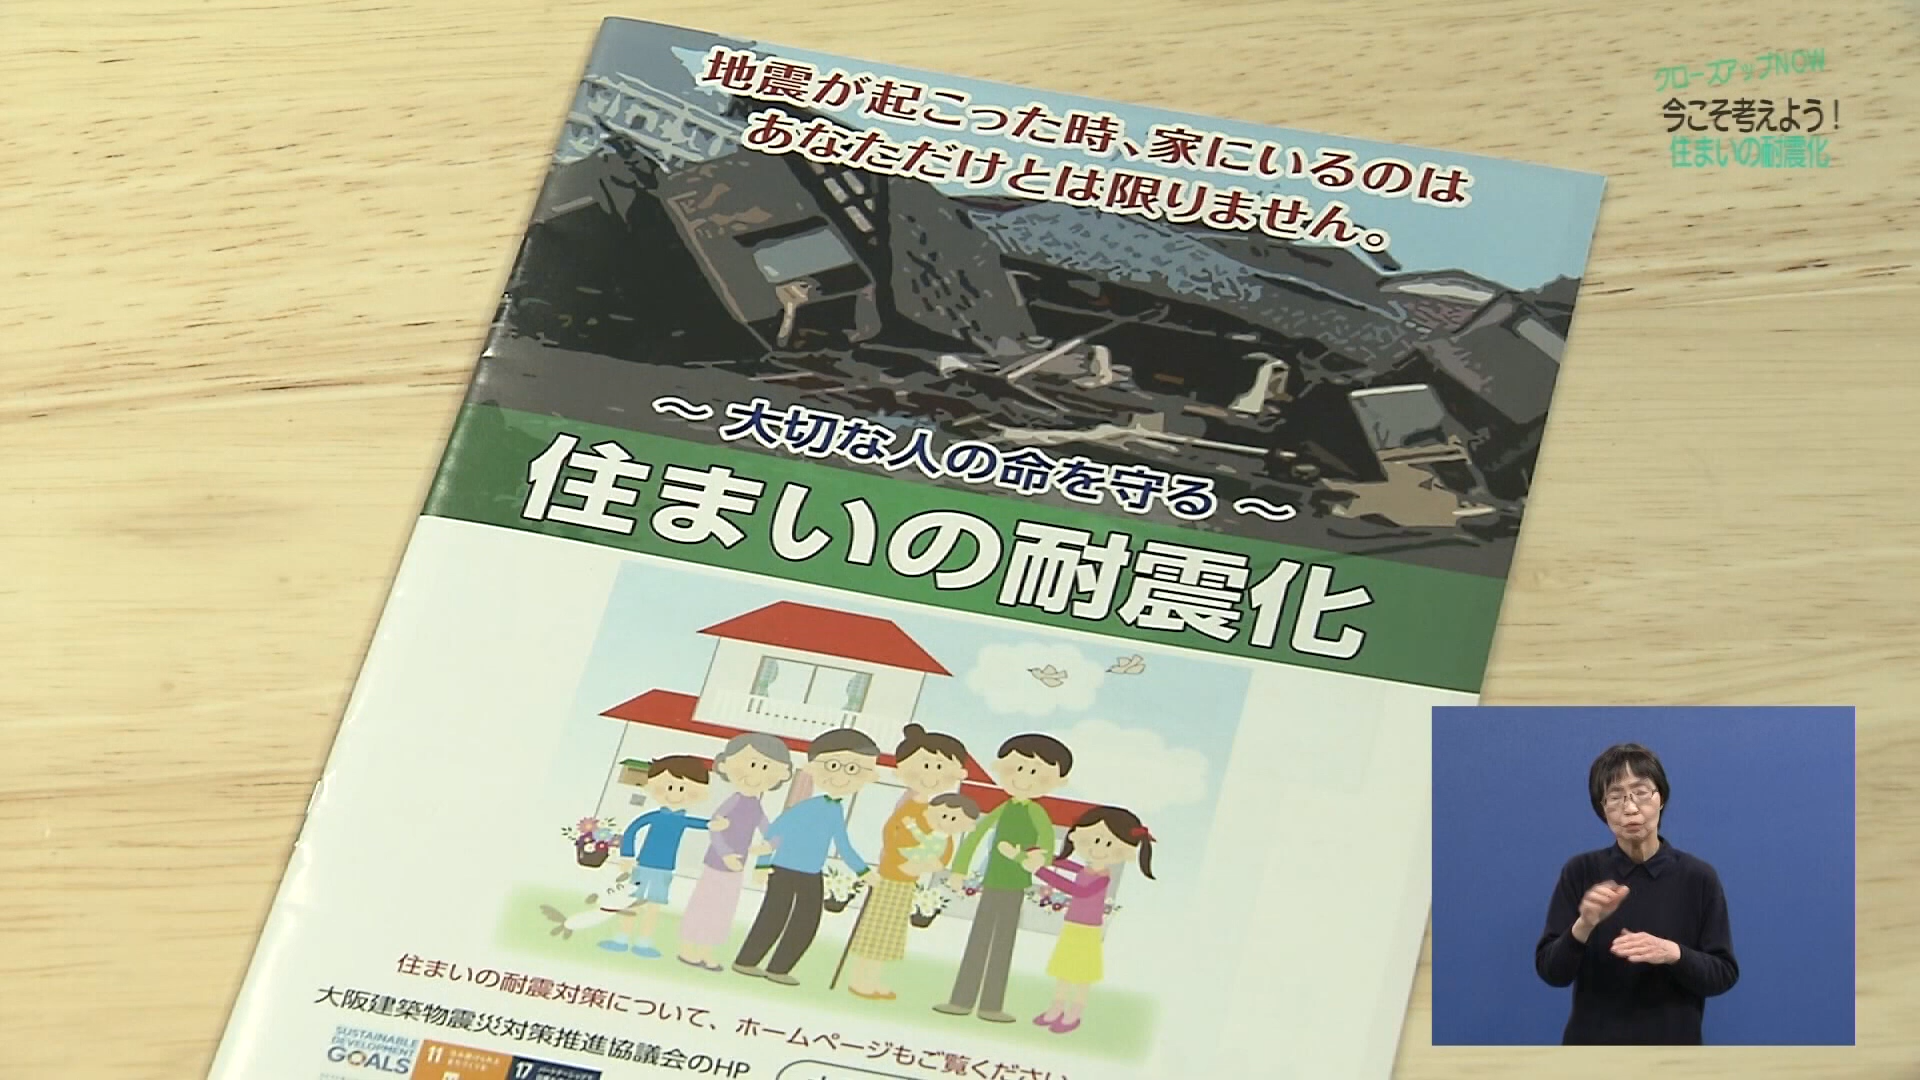 クローズアップNOW
今こそ考えよう！
住まいの耐震化
地震が起こった時、家にいるのは
あなただけとは限りません。
～ 大切な人の命を守る ～
住まいの耐震化
住まいの耐震対策について、ホームページもご覧ください
大阪建築物震災対策推進協議会のHP
SUSTAINABLE
DEVELOPMENT
GOALS
11
17